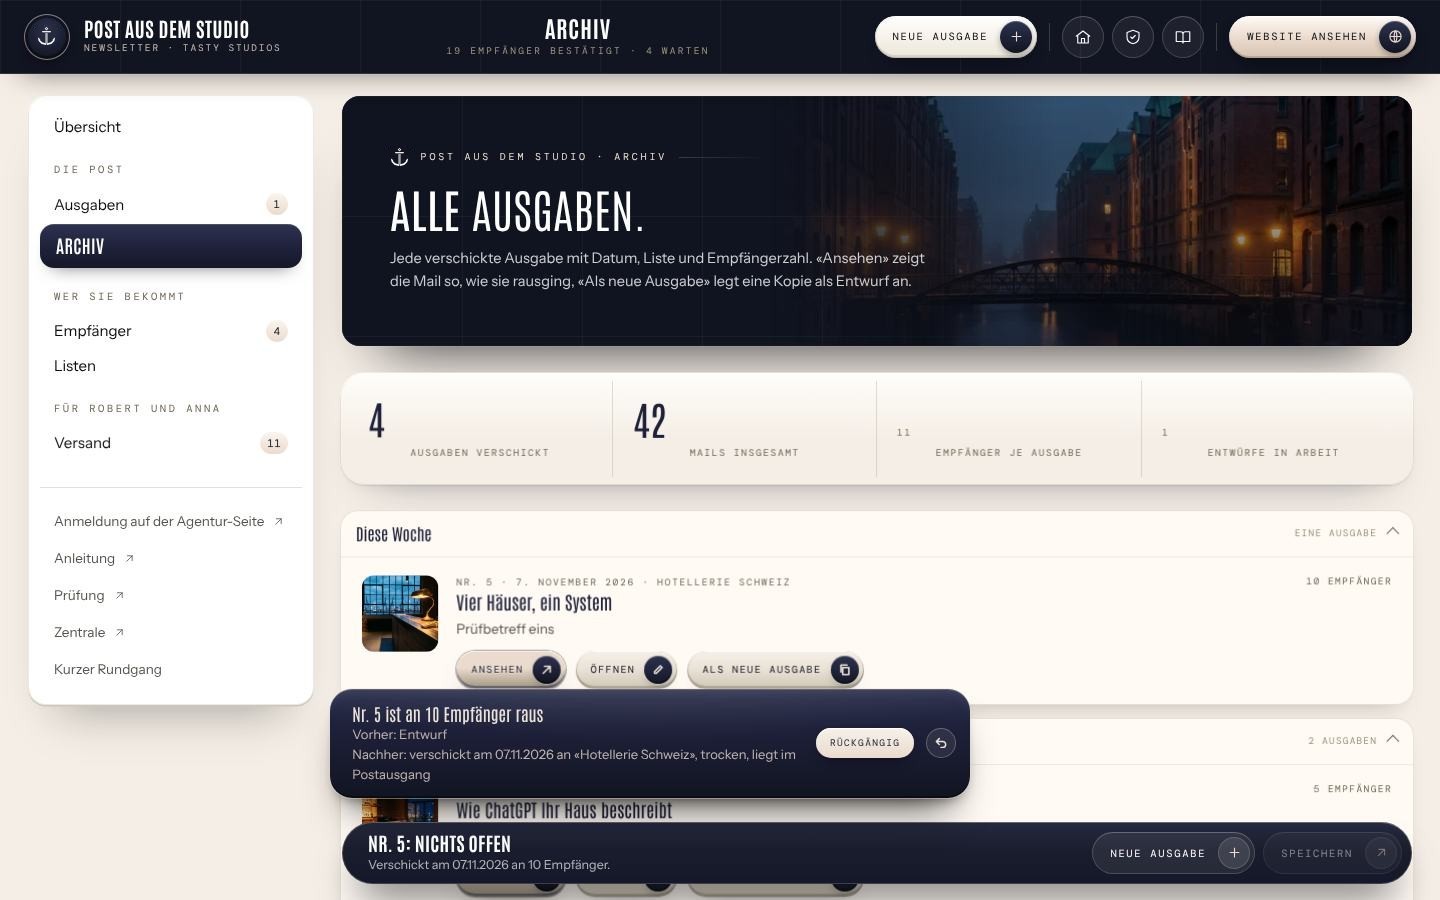 POST AUS DEM STUDIO
NEWSLETTER · TASTY STUDIOS
ARCHIV
19 EMPFÄNGER BESTÄTIGT · 4 WARTEN
NEUE AUSGABE
WEBSITE ANSEHEN
Übersicht
DIE POST
Ausgaben 1
ARCHIV
WER SIE BEKOMMT
Empfänger 4
Listen
FÜR ROBERT UND ANNA
Versand 11
Anmeldung auf der Agentur-Seite
Anleitung
Prüfung
Zentrale
Kurzer Rundgang
POST AUS DEM STUDIO · ARCHIV
ALLE AUSGABEN.
Jede verschickte Ausgabe mit Datum, Liste und Empfängerzahl. «Ansehen» zeigt
die Mail so, wie sie rausging, «Als neue Ausgabe» legt eine Kopie als Entwurf an.
4
AUSGABEN VERSCHICKT
42
MAILS INSGESAMT
11
EMPFÄNGER JE AUSGABE
1
ENTWÜRFE IN ARBEIT
Diese Woche
EINE AUSGABE
NR. 5 · 7. NOVEMBER 2026 · HOTELLERIE SCHWEIZ
10 EMPFÄNGER
Vier Häuser, ein System
Prüfbetreff eins
ANSEHEN
ÖFFNEN
ALS NEUE AUSGABE
Nr. 5 ist an 10 Empfänger raus
Vorher: Entwurf
Nachher: verschickt am 07.11.2026 an «Hotellerie Schweiz», trocken, liegt im
Postausgang
RÜCKGÄNGIG
2 AUSGABEN
5 EMPFÄNGER
Wie ChatGPT Ihr Haus beschreibt
NR. 5: NICHTS OFFEN
Verschickt am 07.11.2026 an 10 Empfänger.
NEUE AUSGABE
SPEICHERN